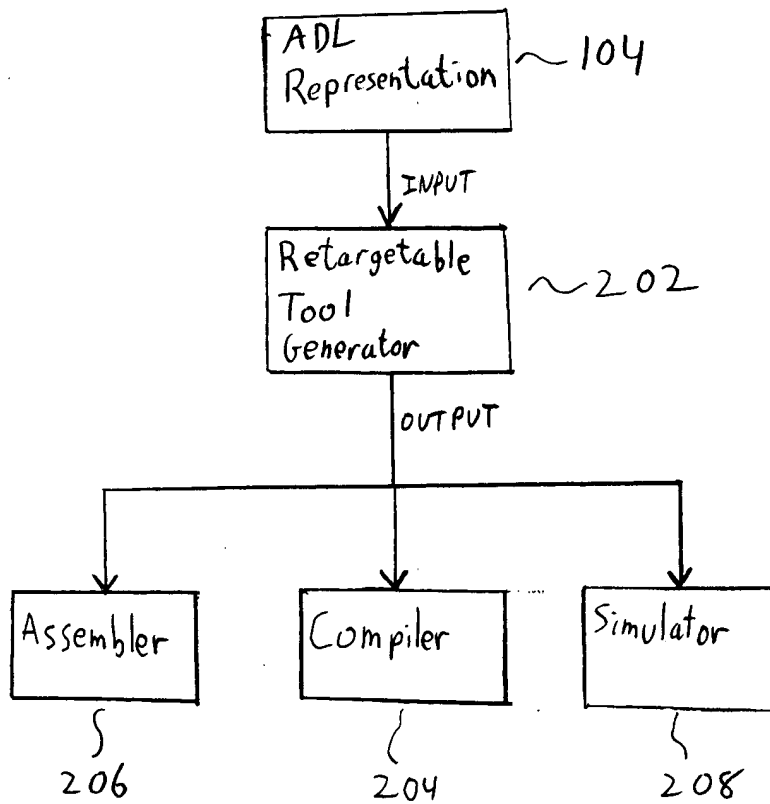 ADL
Representation
104
INPUT
Retargetable
Tool
Generator
202
OUTPUT
Assembler
Compiler
Simulator
206
204
208